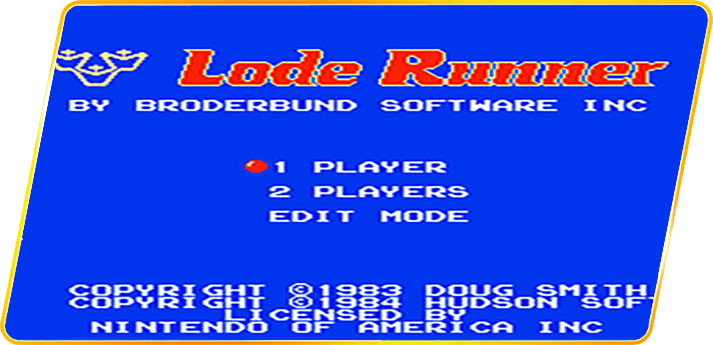 Lode Runner
BY BRODERBUND SOFTWARE INC
1 PLAYER
2 PLAYERS
EDIT MODE
COPYRIGHT ©1983 DOUG SMITH
COPYRIGHT ©1984 HUDSON SOFT
LICENSED BY
NINTENDO OF AMERICA INC